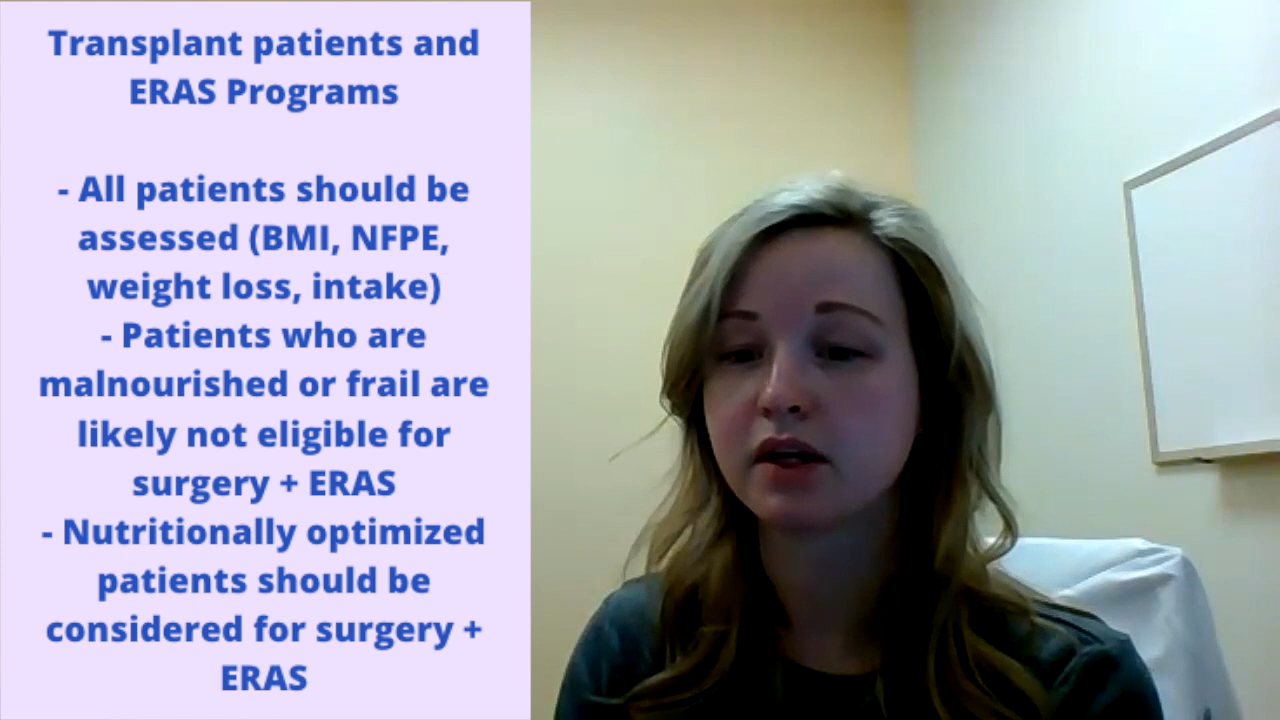 Transplant patients and
ERAS Programs
- All patients should be
assessed (BMI, NFPE,
weight loss, intake)
- Patients who are
malnourished or frail are
likely not eligible for
surgery + ERAS
- Nutritionally optimized
patients should be
considered for surgery +
ERAS